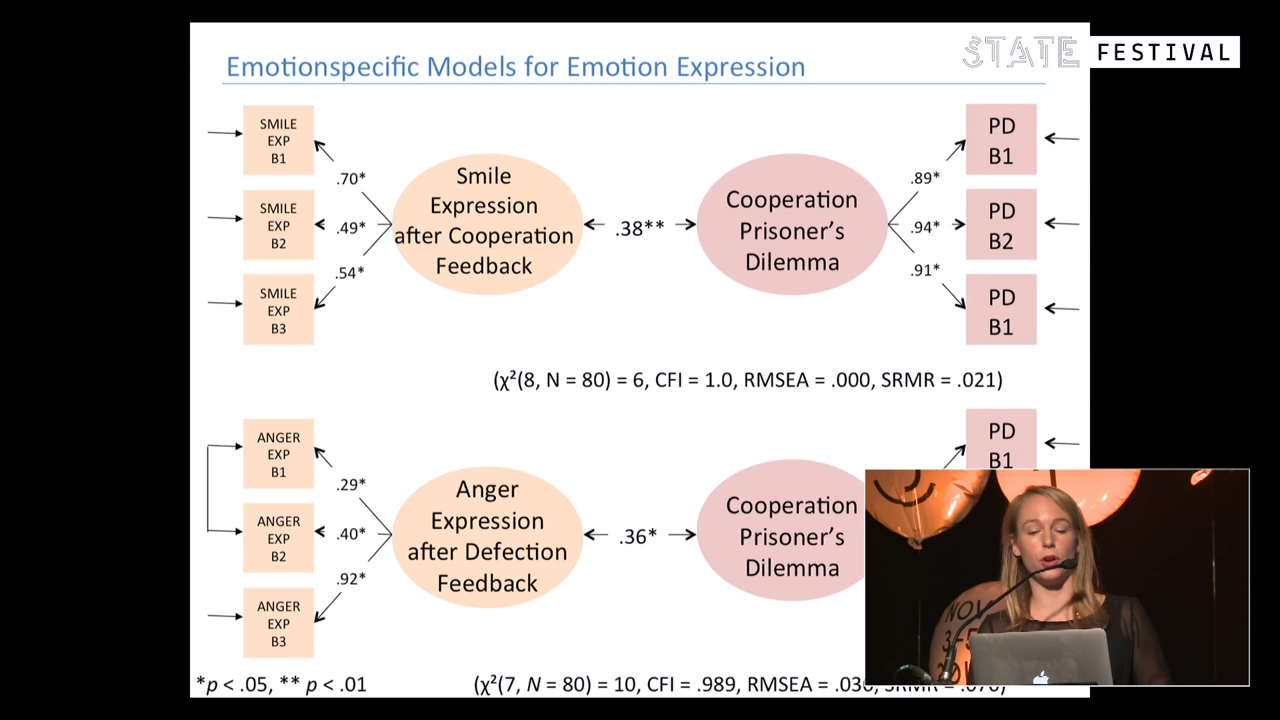 STATE FESTIVAL
Emotionspecific Models for Emotion Expression
SMILE
EXP
B1
SMILE
EXP
B2
SMILE
EXP
B3
.70*
.49*
.54*
Smile
Expression
after Cooperation
Feedback
.38**
Cooperation
Prisoner's
Dilemma
.89*
.94*
.91*
PD
B1
PD
B2
PD
B1
(χ²(8, N = 80) = 6, CFI = 1.0, RMSEA = .000, SRMR = .021)
ANGER
EXP
B1
ANGER
EXP
B2
ANGER
EXP
B3
.29*
.40*
.92*
Anger
Expression
after Defection
Feedback
.36*
Cooperation
Prisoner's
Dilemma
PD
B1
NOV
3-5
*p < .05, ** p < .01
(χ²(7, N = 80) = 10, CFI = .989, RMSEA =